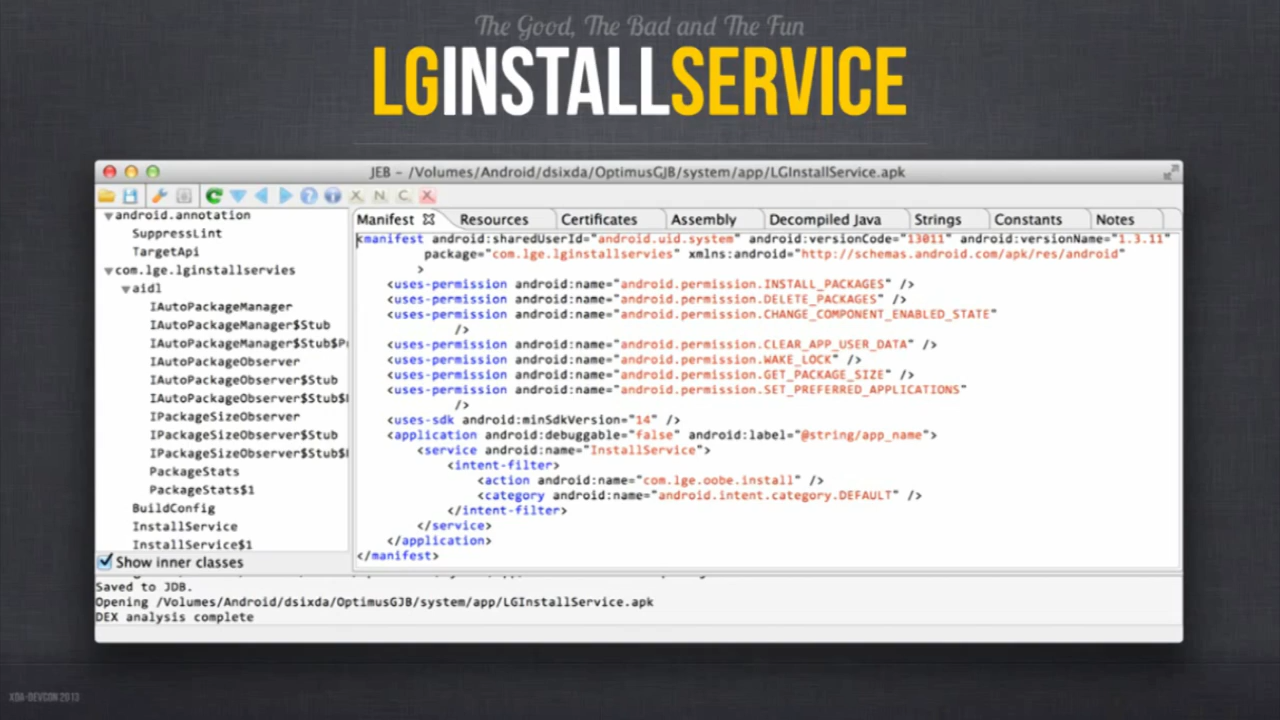 The Good, The Bad and The Fun
LGINSTALLSERVICE
JEB - /Volumes/Android/dsixda/OptimusGJB/system/app/LGInstallService.apk
X N C X
android.annotation
SuppressLint
TargetApi
com.lge.lginstallservies
aidl
IAutoPackageManager
IAutoPackageManager$Stub
IAutoPackageManager$Stub$P
IAutoPackageObserver
IAutoPackageObserver$Stub
IAutoPackageObserver$Stub$
IPackageSizeObserver
IPackageSizeObserver$Stub
IPackageSizeObserver$Stub$
PackageStats
PackageStats$1
BuildConfig
InstallService
InstallService$1
Show inner classes
Manifest Resources Certificates Assembly Decompiled Java Strings Constants Notes
<manifest android:sharedUserId="android.uid.system" android:versionCode="13011" android:versionName="1.3.11"
package="com.lge.lginstallservies" xmlns:android="http://schemas.android.com/apk/res/android"
>
<uses-permission android:name="android.permission.INSTALL_PACKAGES" />
<uses-permission android:name="android.permission.DELETE_PACKAGES" />
<uses-permission android:name="android.permission.CHANGE_COMPONENT_ENABLED_STATE"
/>
<uses-permission android:name="android.permission.CLEAR_APP_USER_DATA" />
<uses-permission android:name="android.permission.WAKE_LOCK" />
<uses-permission android:name="android.permission.GET_PACKAGE_SIZE" />
<uses-permission android:name="android.permission.SET_PREFERRED_APPLICATIONS"
/>
<uses-sdk android:minSdkVersion="14" />
<application android:debuggable="false" android:label="@string/app_name">
<service android:name="InstallService">
<intent-filter>
<action android:name="com.lge.oobe.install" />
<category android:name="android.intent.category.DEFAULT" />
</intent-filter>
</service>
</application>
</manifest>
Saved to JDB.
Opening /Volumes/Android/dsixda/OptimusGJB/system/app/LGInstallService.apk
DEX analysis complete
XDA-DEVCON 2013